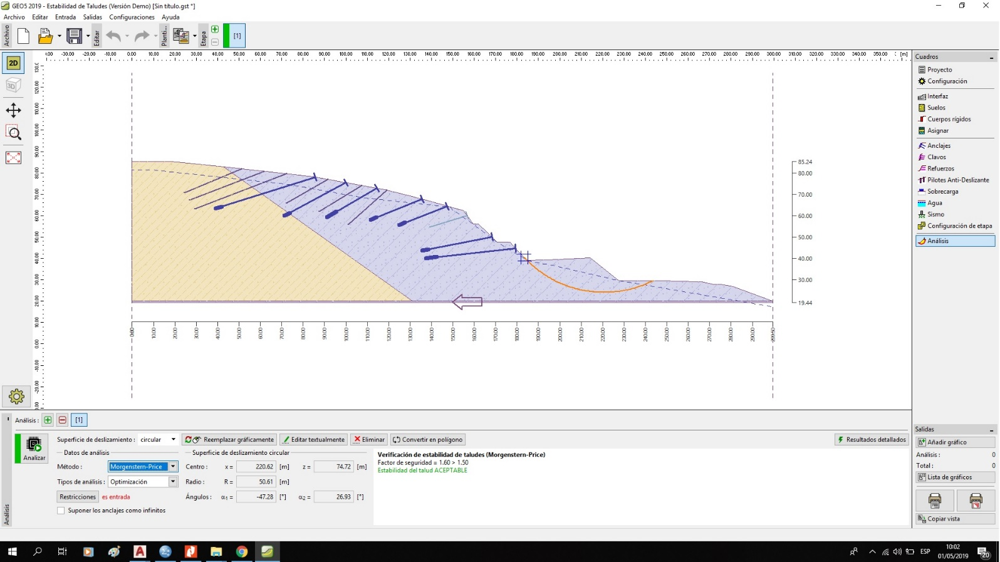 GEO5 2019 - Estabilidad de Taludes (Versión Demo) [Sin título.gst *]
Archivo Editar Entrada Salidas Configuraciones Ayuda
Archivo Editar Planti... Etapa [1]
2D
3D
,00 -30.00 -20.00 -10.00 0.00 10.00 20.00 30.00 40.00 50.00 60.00 70.00 80.00 90.00 100.00 110.00 120.00 130.00 140.00 150.00 160.00 170.00 180.00 190.00 200.00 210.00 220.00 230.00 240.00 250.00 260.00 270.00 280.00 290.00 300.00 310.00 320.00 330.00 340.00 350.00 [m]
120.00
110.00
100.00
90.00
80.00
70.00
60.00
50.00
40.00
30.00
20.00
10.00
0.00
-10.00
-20.00
85.24
80.00
70.00
60.00
50.00
40.00
30.00
19.44
0.00 10.00 20.00 30.00 40.00 50.00 60.00 70.00 80.00 90.00 100.00 110.00 120.00 130.00 140.00 150.00 160.00 170.00 180.00 190.00 200.00 210.00 220.00 230.00 240.00 250.00 260.00 270.00 280.00 290.00
Cuadros
Proyecto
Configuración
Interfaz
Suelos
Cuerpos rígidos
Asignar
Anclajes
Clavos
Refuerzos
Pilotes Anti-Deslizante
Sobrecarga
Agua
Sismo
Configuración de etapa
Análisis
Análisis : [1]
Analizar
Superficie de deslizamiento : circular Reemplazar gráficamente Editar textualmente Eliminar Convertir en polígono Resultados detallados
Datos de análisis
Método : Morgenstern-Price
Tipos de análisis : Optimización
Restricciones es entrada
Suponer los anclajes como infinitos
Superficie de deslizamiento circular
Centro : x = 220.62 [m] z = 74.72 [m]
Radio : R = 50.61 [m]
Ángulos : α1 = -47.28 [°] α2 = 26.93 [°]
Verificación de estabilidad de taludes (Morgenstern-Price)
Factor de seguridad = 1.60 > 1.50
Estabilidad del talud ACEPTABLE
Análisis
Salidas
Añadir gráfico
Análisis : 0
Total : 0
Lista de gráficos
Copiar vista
ESP
10:02
01/05/2019
20